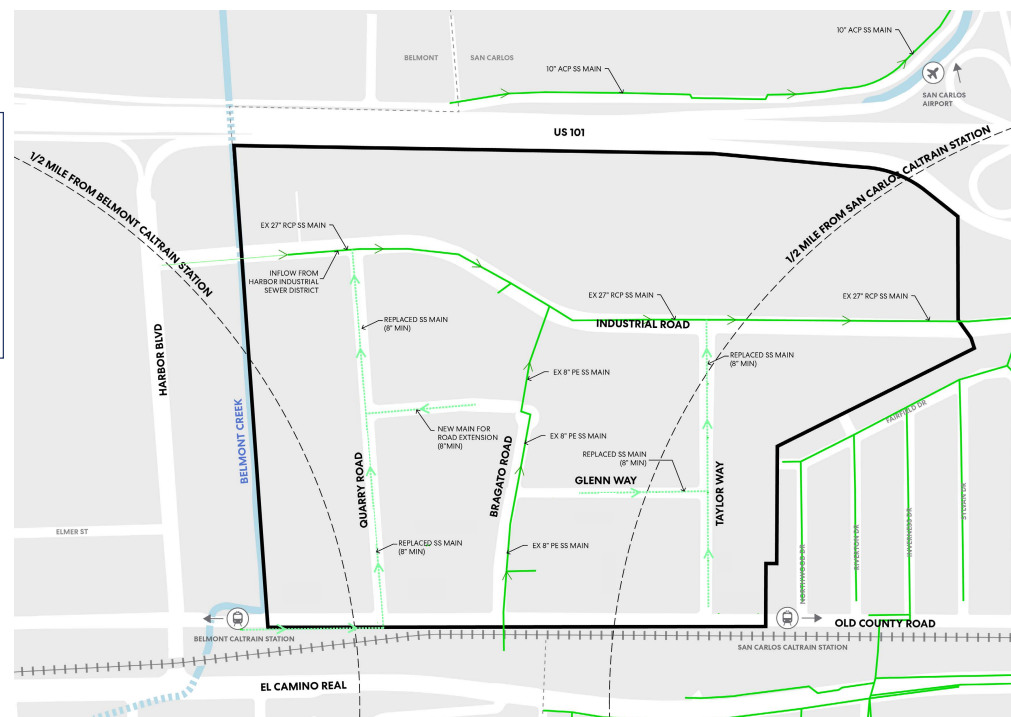 10" ACP SS MAIN
BELMONT
SAN CARLOS
10" ACP SS MAIN
SAN CARLOS
AIRPORT
US 101
1/2 MILE FROM BELMONT CALTRAIN STATION
1/2 MILE FROM SAN CARLOS CALTRAIN STATION
EX 27" RCP SS MAIN
INFLOW FROM
HARBOR INDUSTRIAL
SEWER DISTRICT
EX 27" RCP SS MAIN
EX 27" RCP SS MAIN
INDUSTRIAL ROAD
REPLACED SS MAIN
(8" MIN)
HARBOR BLVD
REPLACED SS MAIN
(8" MIN)
EX 8" PE SS MAIN
BELMONT CREEK
NEW MAIN FOR
ROAD EXTENSION
(8"MIN)
FAIRFIELD DR
EX 8" PE SS MAIN
REPLACED SS MAIN
(8" MIN)
QUARRY ROAD
BRAGATO ROAD
GLENN WAY
TAYLOR WAY
SYLVAN DR
INVERNESS DR
RIVERTON DR
NORTHWOOD DR
ELMER ST
REPLACED SS MAIN
(8" MIN)
EX 8" PE SS MAIN
BELMONT CALTRAIN STATION
OLD COUNTY ROAD
SAN CARLOS CALTRAIN STATION
EL CAMINO REAL